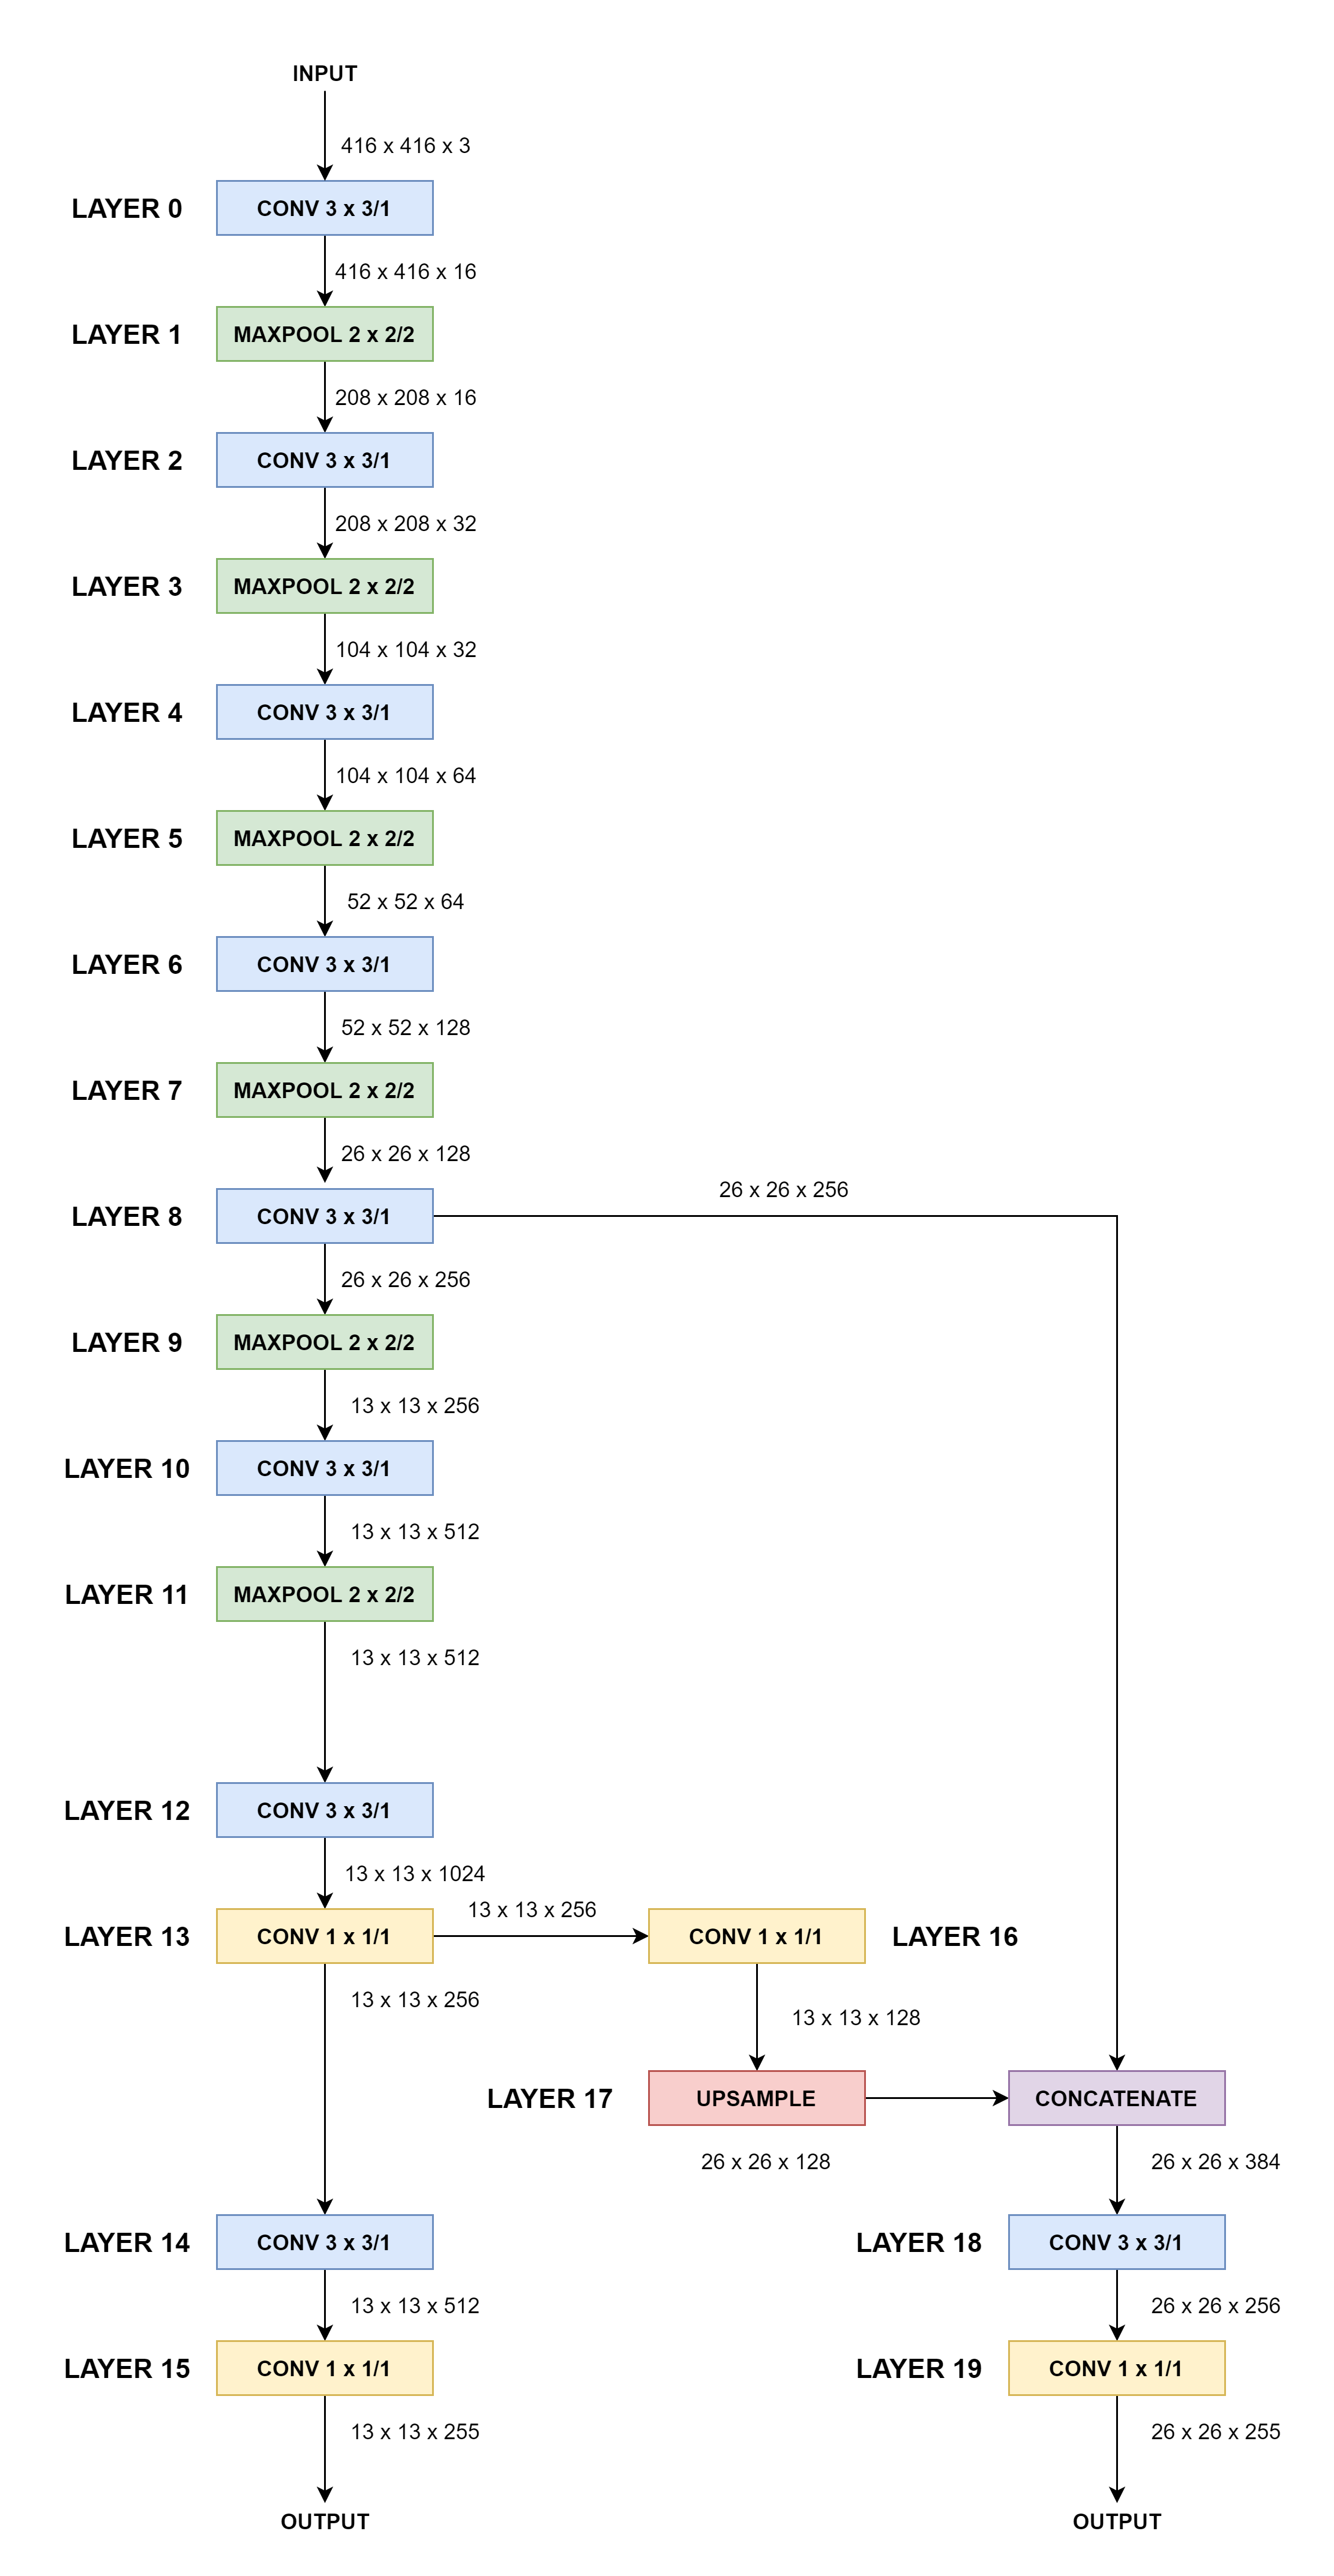 INPUT
416 x 416 x 3
LAYER 0
CONV 3 x 3/1
416 x 416 x 16
LAYER 1
MAXPOOL 2 x 2/2
208 x 208 x 16
LAYER 2
CONV 3 x 3/1
208 x 208 x 32
LAYER 3
MAXPOOL 2 x 2/2
104 x 104 x 32
LAYER 4
CONV 3 x 3/1
104 x 104 x 64
LAYER 5
MAXPOOL 2 x 2/2
52 x 52 x 64
LAYER 6
CONV 3 x 3/1
52 x 52 x 128
LAYER 7
MAXPOOL 2 x 2/2
26 x 26 x 128
26 x 26 x 256
LAYER 8
CONV 3 x 3/1
26 x 26 x 256
LAYER 9
MAXPOOL 2 x 2/2
13 x 13 x 256
LAYER 10
CONV 3 x 3/1
13 x 13 x 512
LAYER 11
MAXPOOL 2 x 2/2
13 x 13 x 512
LAYER 12
CONV 3 x 3/1
13 x 13 x 1024
13 x 13 x 256
LAYER 13
CONV 1 x 1/1
CONV 1 x 1/1
LAYER 16
13 x 13 x 256
13 x 13 x 128
LAYER 17
UPSAMPLE
CONCATENATE
26 x 26 x 128
26 x 26 x 384
LAYER 14
CONV 3 x 3/1
LAYER 18
CONV 3 x 3/1
13 x 13 x 512
26 x 26 x 256
LAYER 15
CONV 1 x 1/1
LAYER 19
CONV 1 x 1/1
13 x 13 x 255
26 x 26 x 255
OUTPUT
OUTPUT